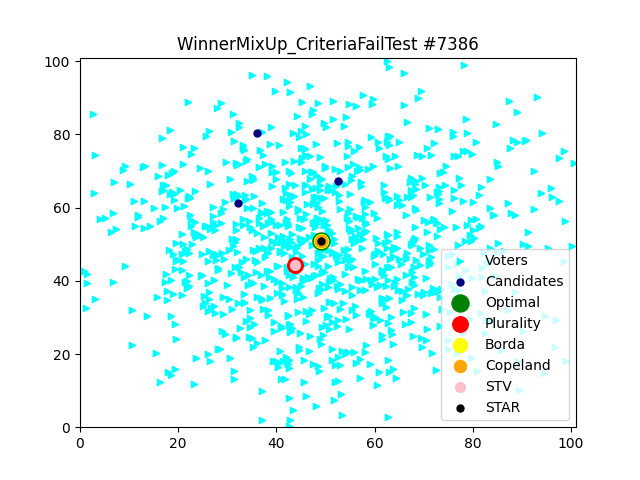 WinnerMixUp_CriteriaFailTest #7386
100
80
60
40
20
0
0
20
40
60
80
100
Voters
Candidates
Optimal
Plurality
Borda
Copeland
STV
STAR